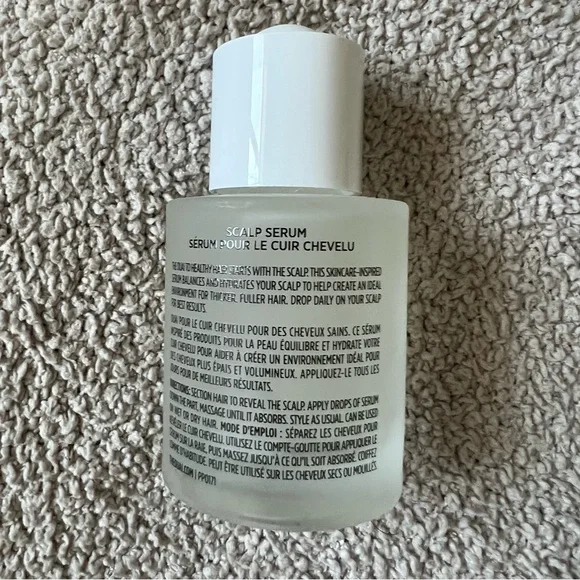 SCALP SERUM
SÉRUM POUR LE CUIR CHEVELU
THE OUAI TO HEALTHY HAIR STARTS WITH THE SCALP. THIS SKINCARE-INSPIRED
SERUM BALANCES AND HYDRATES YOUR SCALP TO HELP CREATE AN IDEAL
ENVIRONMENT FOR THICKER, FULLER HAIR. DROP DAILY ON YOUR SCALP
FOR BEST RESULTS.
OUAI, POUR LE CUIR CHEVELU POUR DES CHEVEUX SAINS. CE SÉRUM
INSPIRÉ DES PRODUITS POUR LA PEAU ÉQUILIBRE ET HYDRATE VOTRE
CUIR CHEVELU POUR AIDER À CRÉER UN ENVIRONNEMENT IDÉAL POUR
DES CHEVEUX PLUS ÉPAIS ET VOLUMINEUX. APPLIQUEZ-LE TOUS LES
JOURS POUR DE MEILLEURS RÉSULTATS.
DIRECTIONS: SECTION HAIR TO REVEAL THE SCALP. APPLY DROPS OF SERUM
DOWN THE PART, MASSAGE UNTIL IT ABSORBS. STYLE AS USUAL. CAN BE USED
ON WET OR DRY HAIR. MODE D'EMPLOI : SÉPAREZ LES CHEVEUX POUR
RÉVÉLER LE CUIR CHEVELU. UTILISEZ LE COMPTE-GOUTTE POUR APPLIQUER LE
SÉRUM SUR LA RAIE, PUIS MASSEZ JUSQU'À CE QU'IL SOIT ABSORBÉ. COIFFEZ
COMME D'HABITUDE. PEUT ÊTRE UTILISÉ SUR LES CHEVEUX SECS OU MOUILLÉS.
THEOUAI.COM | PP0171